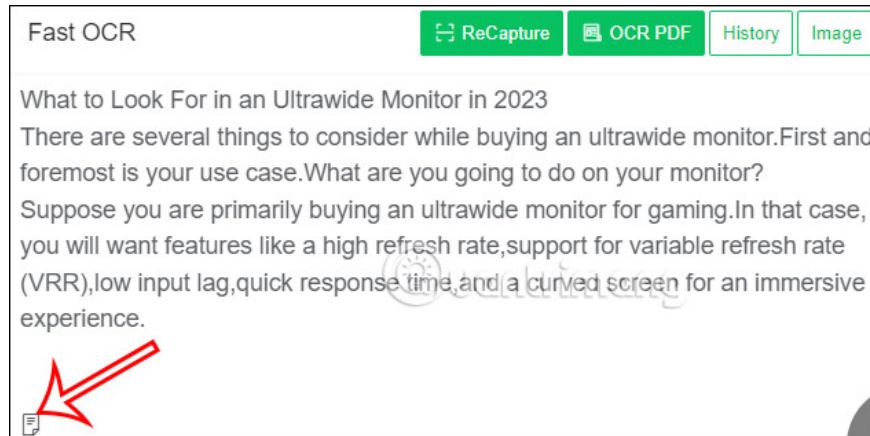 Fast OCR
ReCapture
OCR PDF
History
Image
What to Look For in an Ultrawide Monitor in 2023
There are several things to consider while buying an ultrawide monitor.First and
foremost is your use case.What are you going to do on your monitor?
Suppose you are primarily buying an ultrawide monitor for gaming.In that case,
you will want features like a high refresh rate,support for variable refresh rate
(VRR),low input lag,quick response time,and a curved screen for an immersive
experience.
Quantrimang